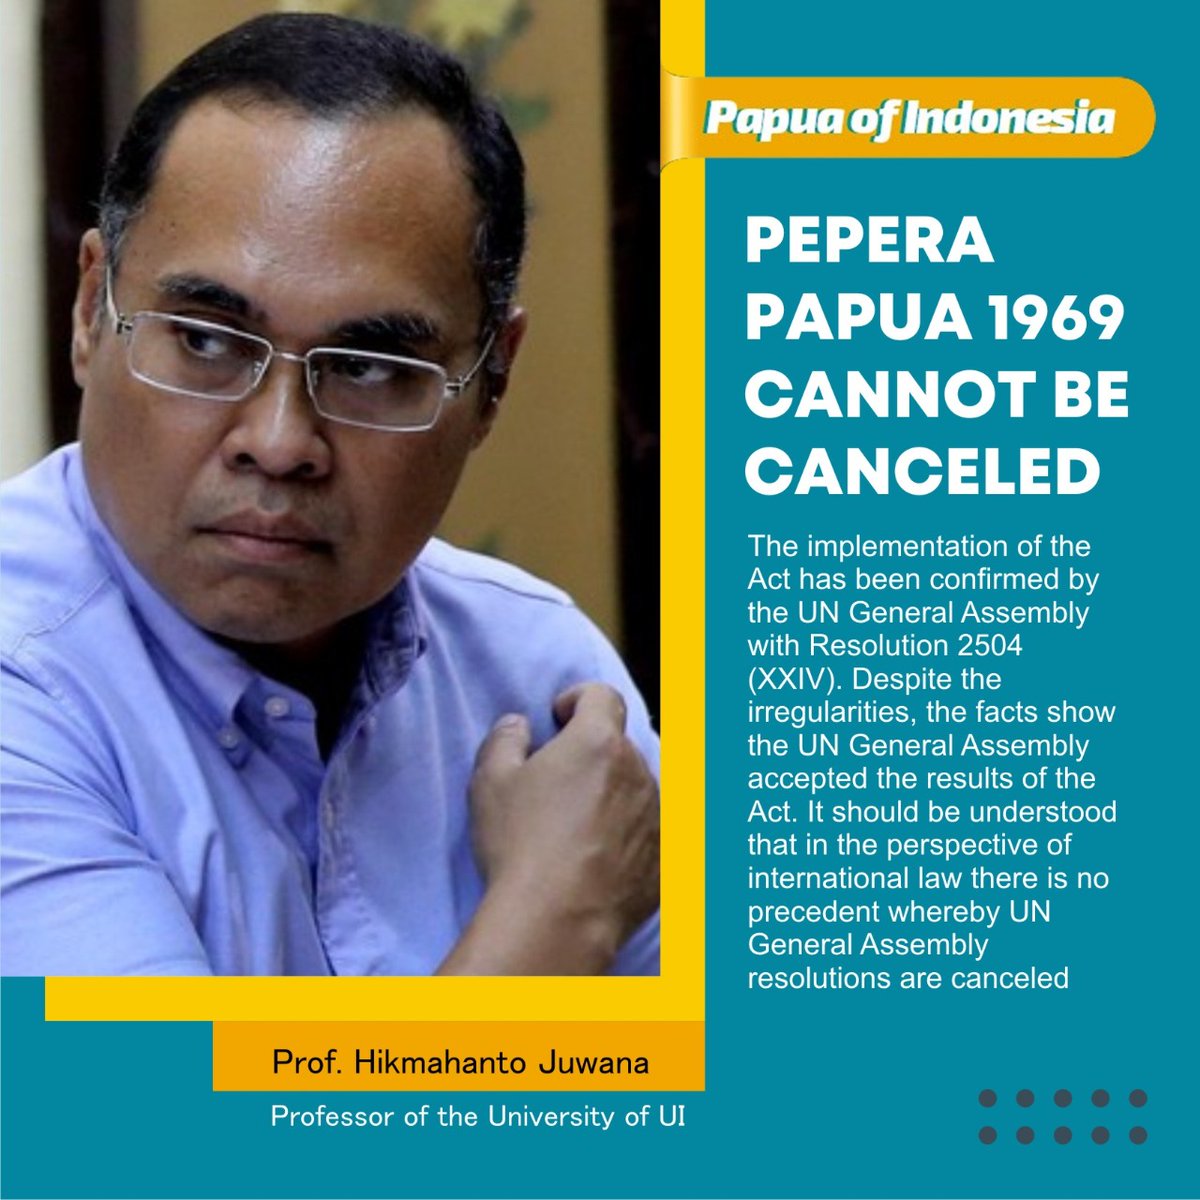 Papua of Indonesia
PEPERA
PAPUA 1969
CANNOT BE
CANCELED
The implementation of the
Act has been confirmed by
the UN General Assembly
with Resolution 2504
(XXIV). Despite the
irregularities, the facts show
the UN General Assembly
accepted the results of the
Act. It should be understood
that in the perspective of
international law there is no
precedent whereby UN
General Assembly
resolutions are canceled
Prof. Hikmahanto Juwana
Professor of the University of UI